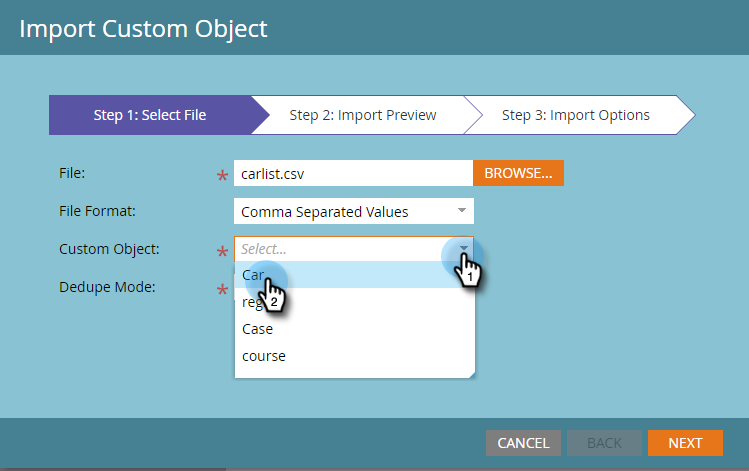 Import Custom Object
Step 1: Select File
Step 2: Import Preview
Step 3: Import Options
File: * carlist.csv BROWSE...
File Format: Comma Separated Values
Custom Object: * Select...
1
Car
Dedupe Mode: *
2
Case
course
CANCEL BACK NEXT